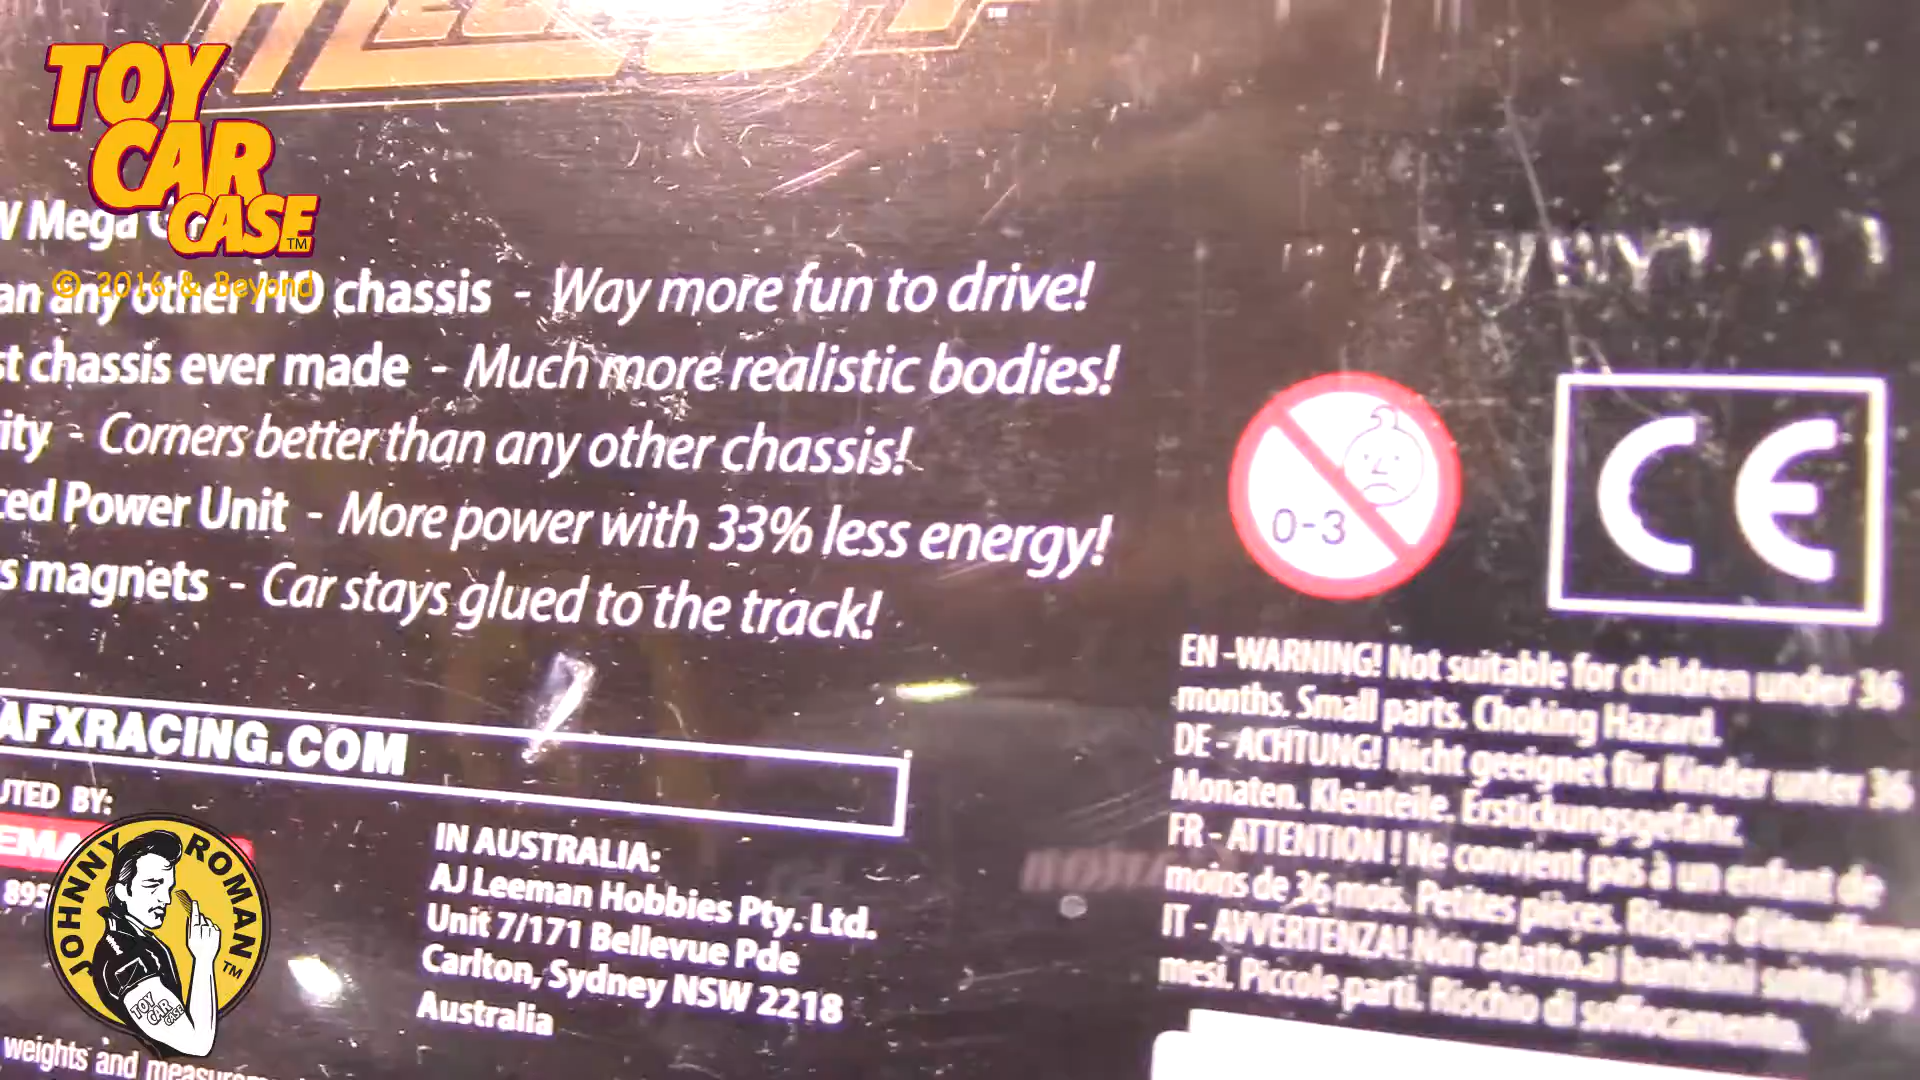 TOY
CAR
CASE
TM
© 2016 & Beyond
Mega
any other HO chassis - Way more fun to drive!
chassis ever made - Much more realistic bodies!
- Corners better than any other chassis!
Power Unit - More power with 33% less energy!
magnets - Car stays glued to the track!
AFXRACING.COM
BY:
895
JOHNNY ROMAN
TM
TOY
CAR
CASE
IN AUSTRALIA:
AJ Leeman Hobbies Pty. Ltd.
Unit 7/171 Bellevue Pde
Carlton, Sydney NSW 2218
Australia
weights and
0-3
CE
EN -WARNING! Not suitable for children under 36
months. Small parts. Choking Hazard.
DE - ACHTUNG! Nicht geeignet für Kinder unter 36
Monaten. Kleinteile. Erstickungsgefahr.
FR - ATTENTION ! Ne convient pas à un enfant de
moins de 36 mois. Petites pièces. Risque
IT - AVVERTENZA! Non adatto ai bambini sotto i 36
mesi. Piccole parti. Rischio di soffocamento.